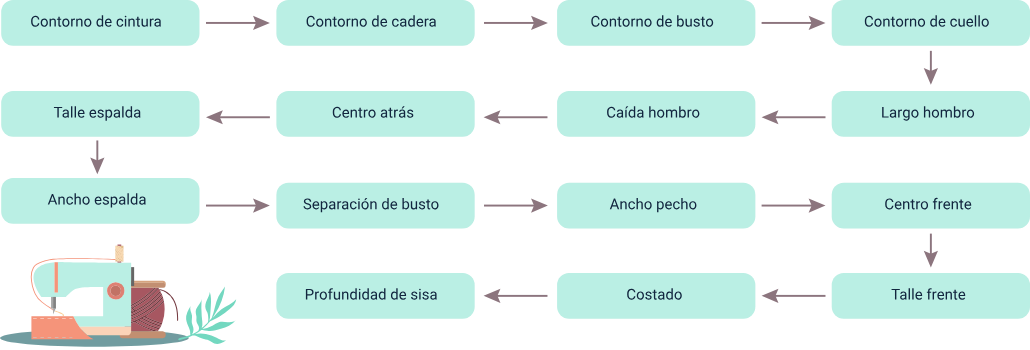 Contorno de cintura
Contorno de cadera
Contorno de busto
Contorno de cuello
Largo hombro
Caída hombro
Centro atrás
Talle espalda
Ancho espalda
Separación de busto
Ancho pecho
Centro frente
Talle frente
Costado
Profundidad de sisa